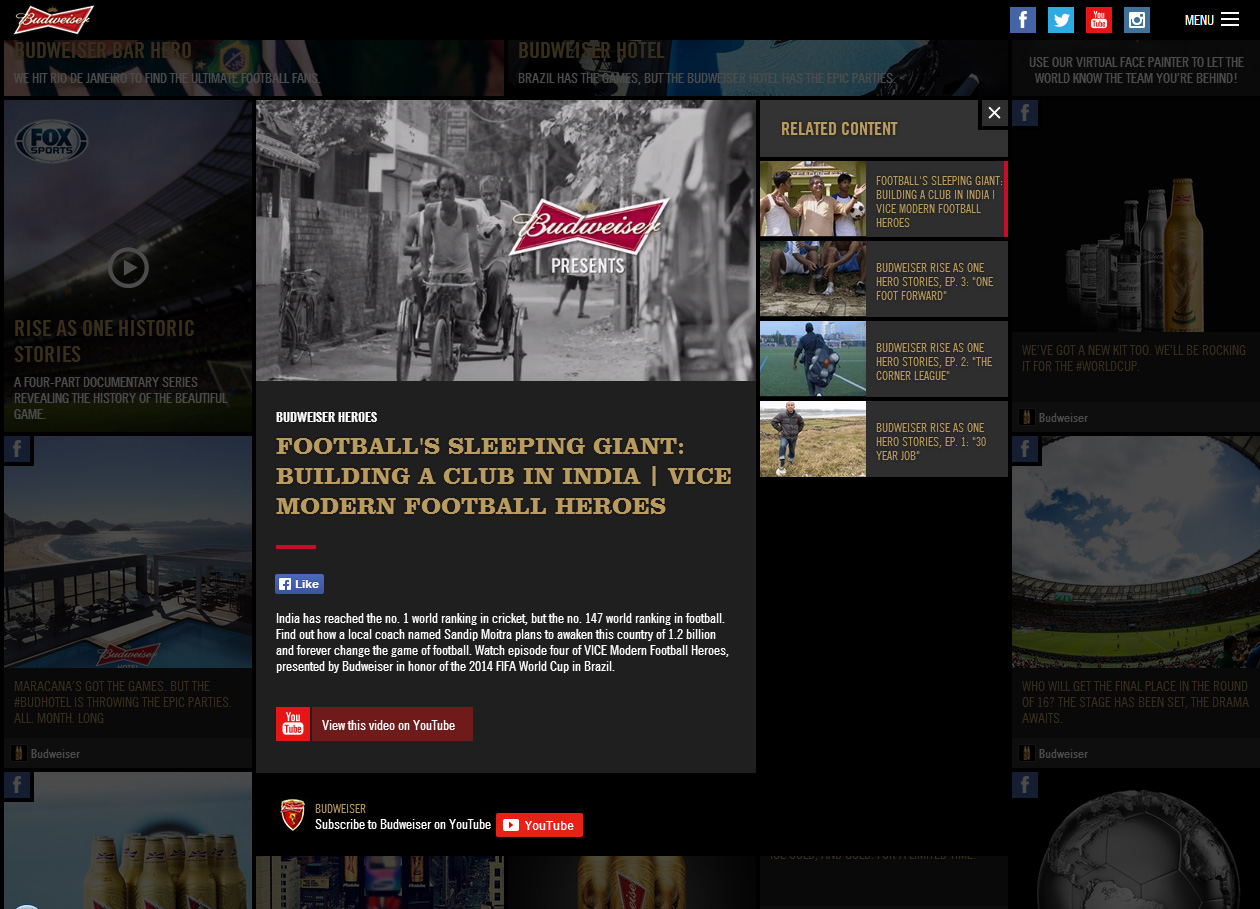 Budweiser
MENU
BUDWEISER BAR HERO
WE HIT RIO DE JANEIRO TO FIND THE ULTIMATE FOOTBALL FANS.
BUDWEISER HOTEL
BRAZIL HAS THE GAMES, BUT THE BUDWEISER HOTEL HAS THE EPIC PARTIES.
USE OUR VIRTUAL FACE PAINTER TO LET THE
WORLD KNOW THE TEAM YOU'RE BEHIND!
FOX
SPORTS
RISE AS ONE HISTORIC
STORIES
A FOUR-PART DOCUMENTARY SERIES
REVEALING THE HISTORY OF THE BEAUTIFUL
GAME.
Budweiser
HOTEL
MARACANA'S GOT THE GAMES. BUT THE
#BUDHOTEL IS THROWING THE EPIC PARTIES.
ALL. MONTH. LONG
Budweiser
Budweiser
PRESENTS
BUDWEISER HEROES
FOOTBALL'S SLEEPING GIANT:
BUILDING A CLUB IN INDIA | VICE
MODERN FOOTBALL HEROES
Like
India has reached the no. 1 world ranking in cricket, but the no. 147 world ranking in football.
Find out how a local coach named Sandip Moitra plans to awaken this country of 1.2 billion
and forever change the game of football. Watch episode four of VICE Modern Football Heroes,
presented by Budweiser in honor of the 2014 FIFA World Cup in Brazil.
You
Tube
View this video on YouTube
BUDWEISER
Subscribe to Budweiser on YouTube
YouTube
RELATED CONTENT
FOOTBALL'S SLEEPING GIANT:
BUILDING A CLUB IN INDIA |
VICE MODERN FOOTBALL
HEROES
BUDWEISER RISE AS ONE
HERO STORIES, EP. 3: "ONE
FOOT FORWARD"
BUDWEISER RISE AS ONE
HERO STORIES, EP. 2: "THE
CORNER LEAGUE"
BUDWEISER RISE AS ONE
HERO STORIES, EP. 1: "30
YEAR JOB"
WE'VE GOT A NEW KIT TOO. WE'LL BE ROCKING
IT FOR THE #WORLDCUP.
Budweiser
WHO WILL GET THE FINAL PLACE IN THE ROUND
OF 16? THE STAGE HAS BEEN SET, THE DRAMA
AWAITS.
Budweiser
ICE COLD, AND GOLD. FOR A LIMITED TIME.